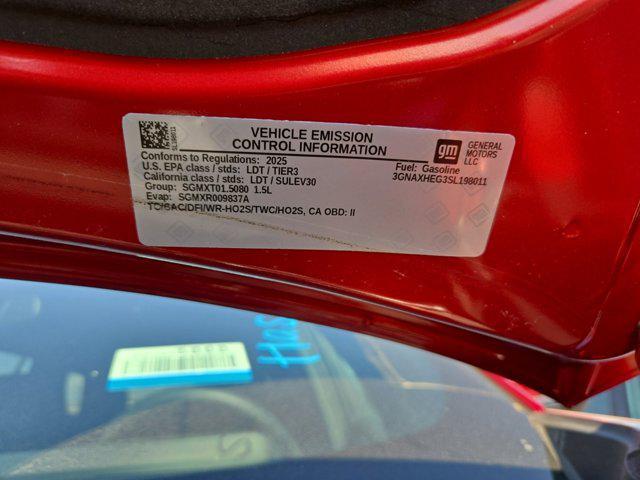 VEHICLE EMISSION
CONTROL INFORMATION
gm GENERAL MOTORS LLC
SL198011
Conforms to Regulations: 2025
U.S. EPA class / stds: LDT / TIER3
California class / stds: LDT / SULEV30
Group: SGMXT01.5080 1.5L
Evap: SGMXR009837A
TC/CAC/DFI/WR-HO2S/TWC/HO2S, CA OBD: II
Fuel: Gasoline
3GNAXHEG3SL198011